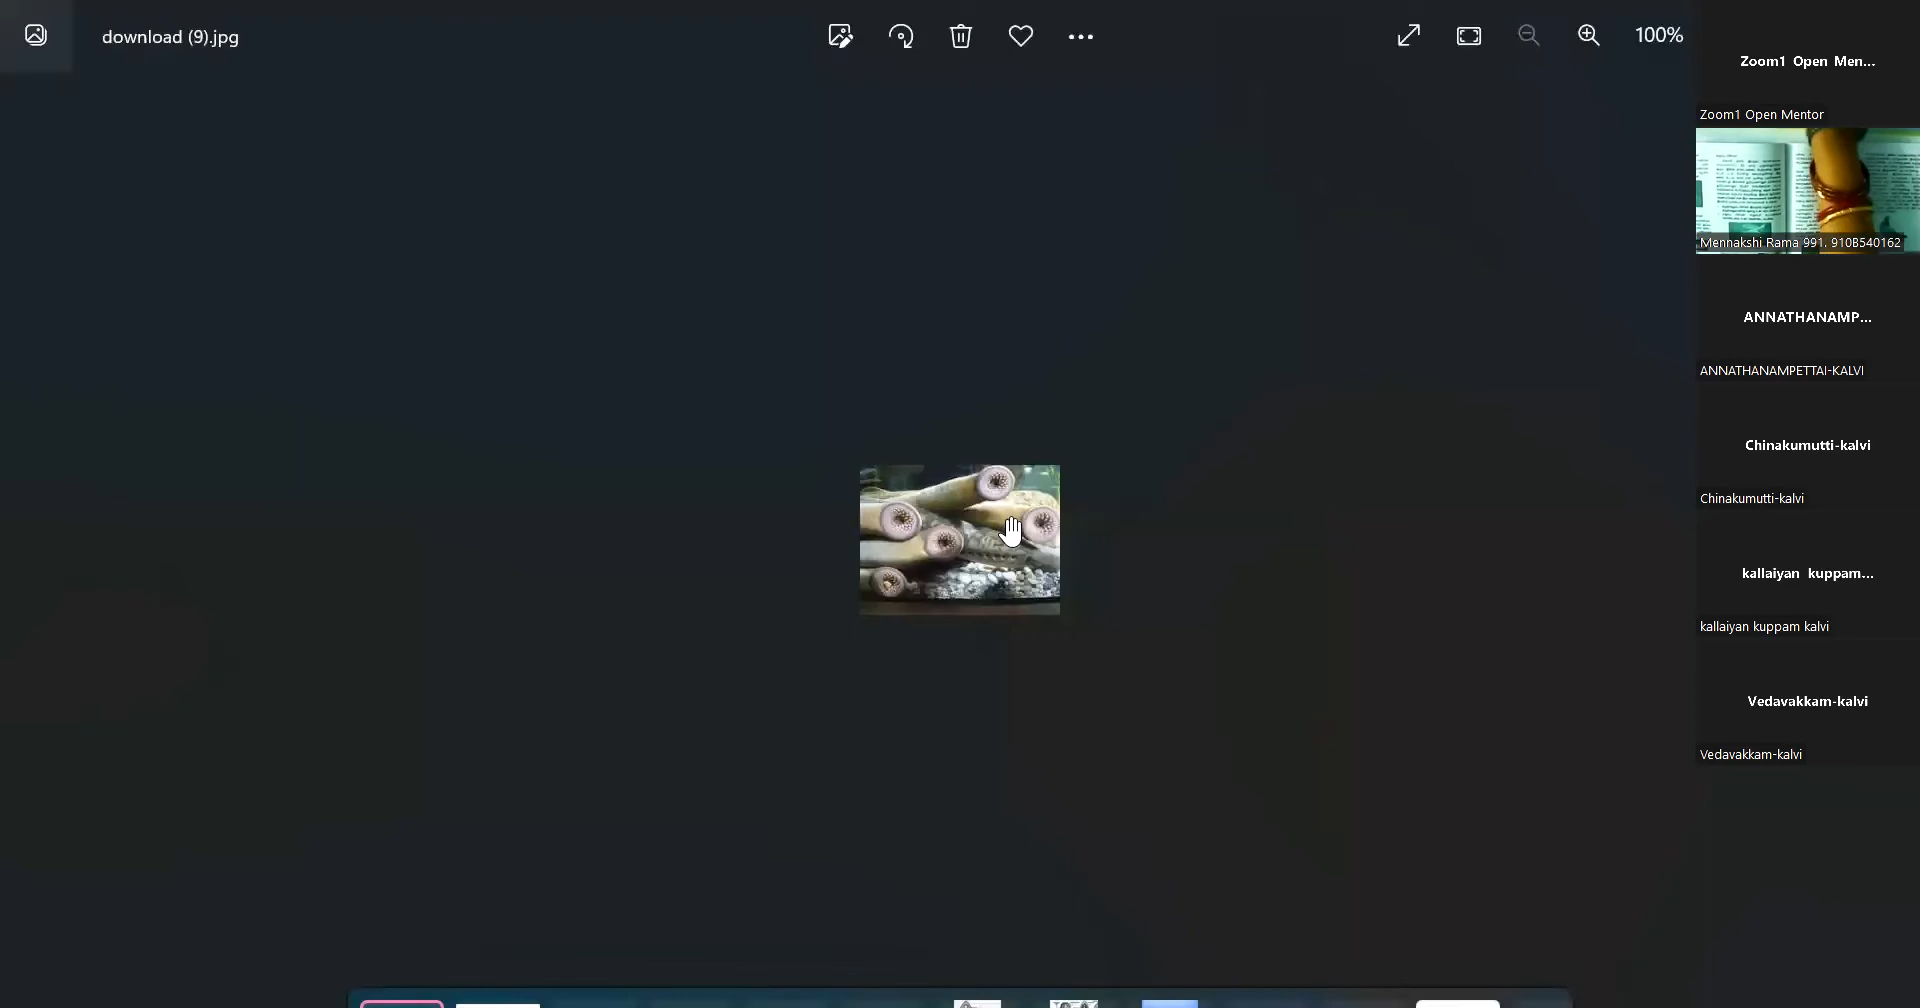 download (9).jpg
100%
Zoom1 Open Men...
Zoom1 Open Mentor
Mennakshi Rama 991. 910B540162
ANNATHANAMP...
ANNATHANAMPETTAI-KALVI
Chinakumutti-kalvi
Chinakumutti-kalvi
kallaiyan kuppam...
kallaiyan kuppam kalvi
Vedavakkam-kalvi
Vedavakkam-kalvi